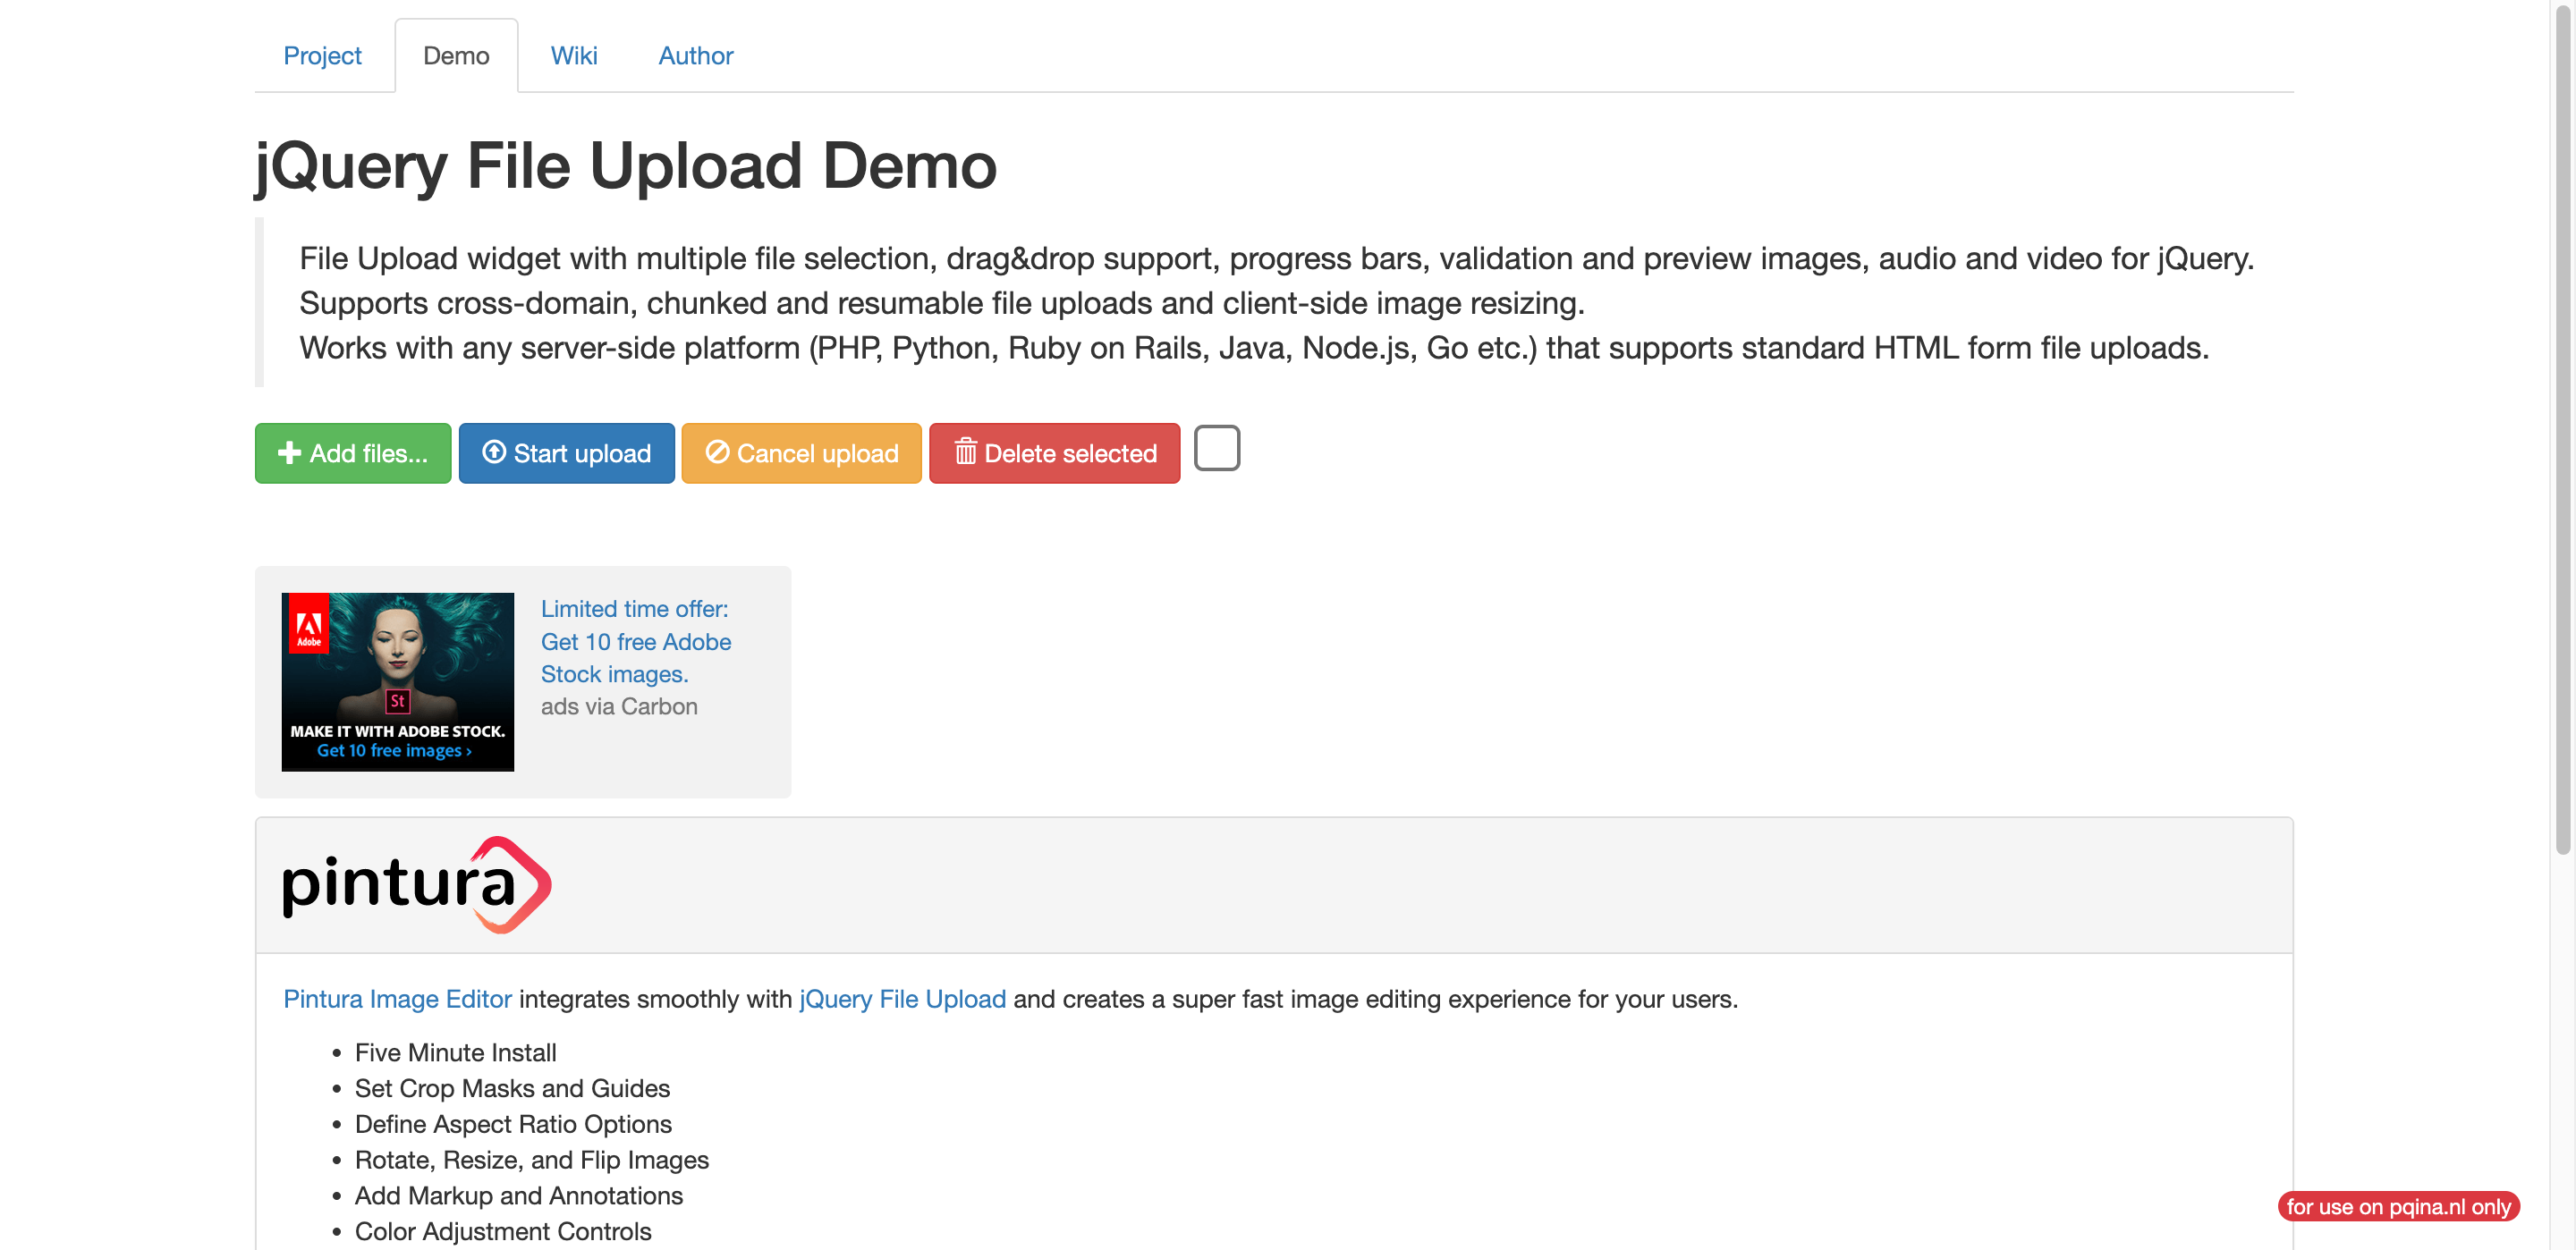 Project Demo Wiki Author
jQuery File Upload Demo
File Upload widget with multiple file selection, drag&drop support, progress bars, validation and preview images, audio and video for jQuery.
Supports cross-domain, chunked and resumable file uploads and client-side image resizing.
Works with any server-side platform (PHP, Python, Ruby on Rails, Java, Node.js, Go etc.) that supports standard HTML form file uploads.
Add files... Start upload Cancel upload Delete selected
Adobe
St
MAKE IT WITH ADOBE STOCK.
Get 10 free images ›
Limited time offer:
Get 10 free Adobe
Stock images.
ads via Carbon
pintura
Pintura Image Editor integrates smoothly with jQuery File Upload and creates a super fast image editing experience for your users.
• Five Minute Install
• Set Crop Masks and Guides
• Define Aspect Ratio Options
• Rotate, Resize, and Flip Images
• Add Markup and Annotations
• Color Adjustment Controls
for use on pqina.nl only